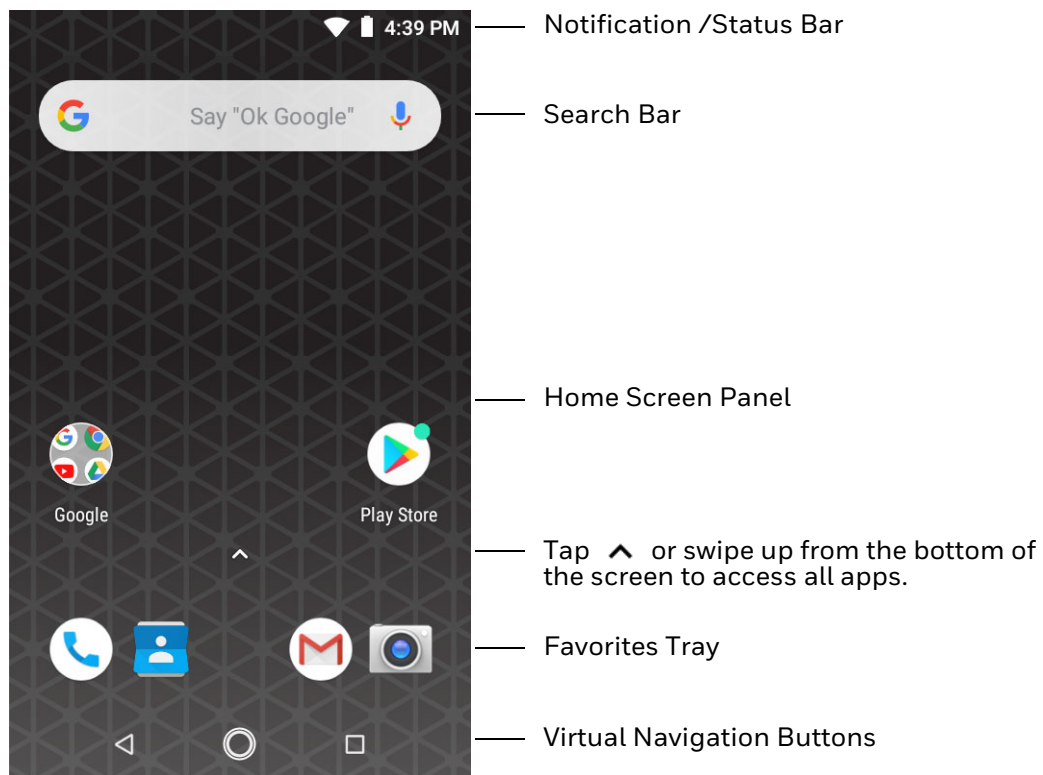 4:39 PM
Notification /Status Bar
Say "Ok Google"
Search Bar
Home Screen Panel
Google
Play Store
Tap ^ or swipe up from the bottom of
the screen to access all apps.
Favorites Tray
Virtual Navigation Buttons